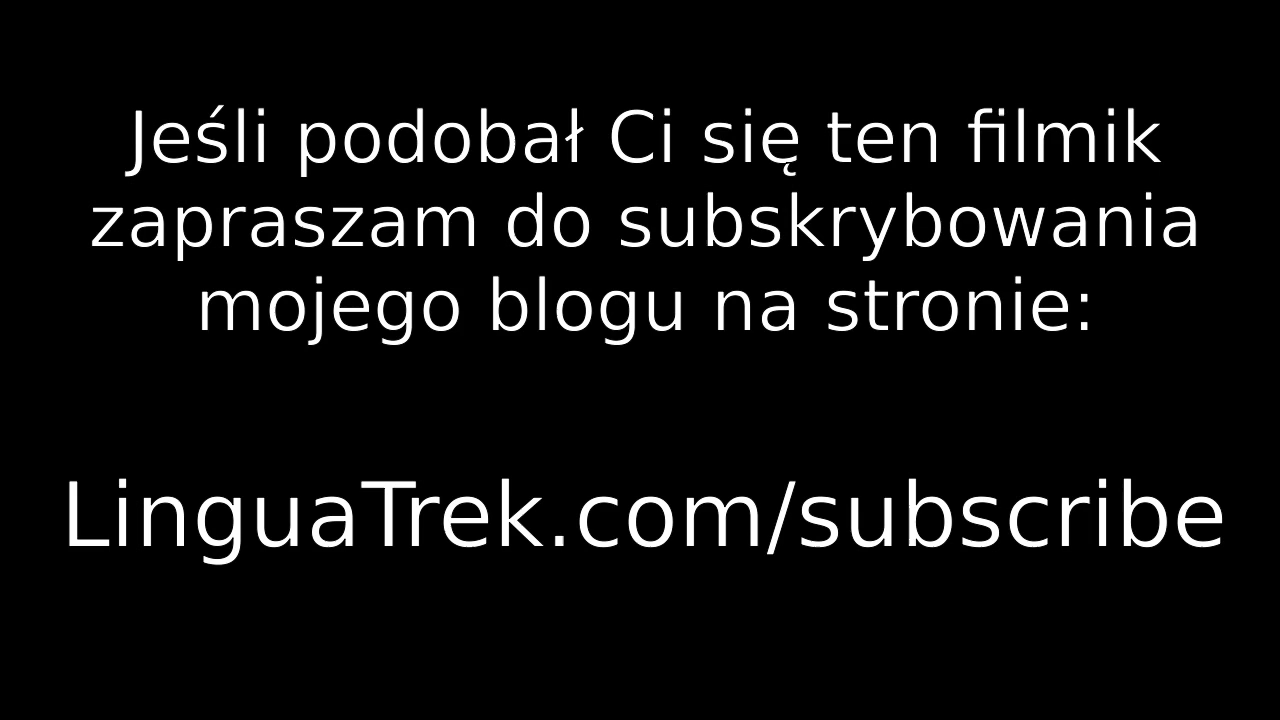 Jeśli podobał Ci się ten filmik
zapraszam do subskrybowania
mojego blogu na stronie:
LinguaTrek.com/subscribe